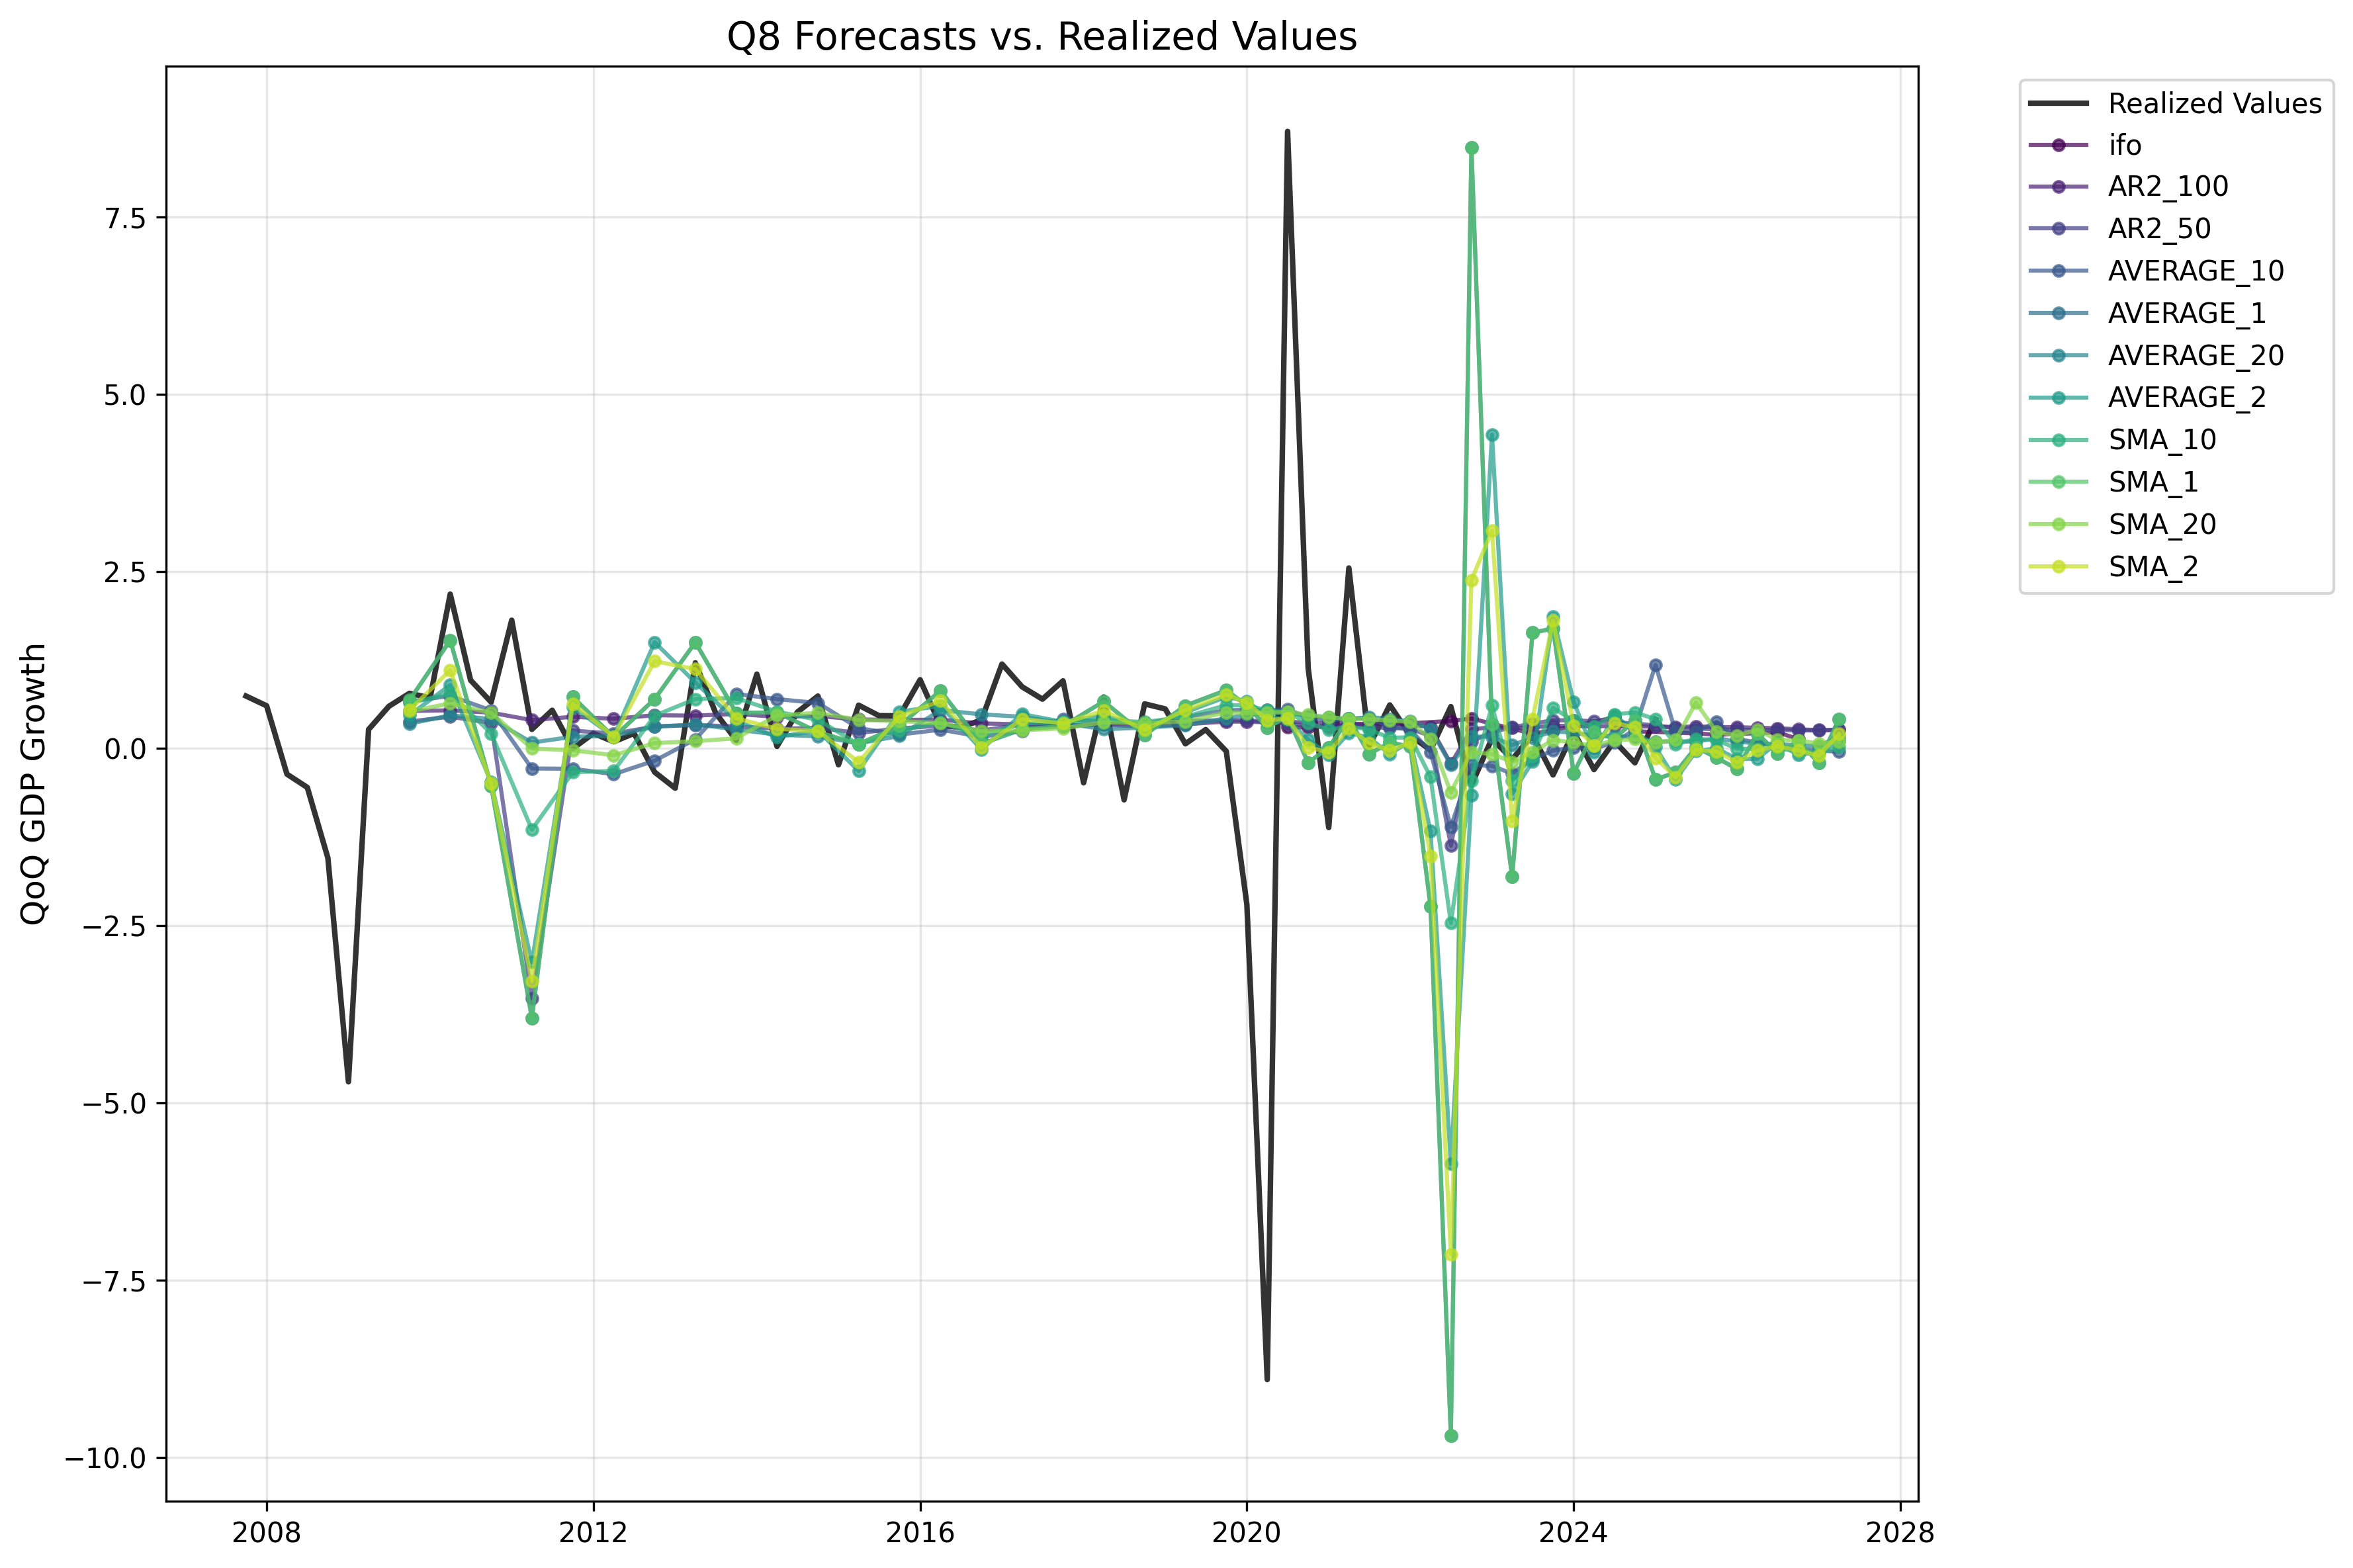 Q8 Forecasts vs. Realized Values
QoQ GDP Growth
7.5
5.0
2.5
0.0
−2.5
−5.0
−7.5
−10.0
2008
2012
2016
2020
2024
2028
Realized Values
ifo
AR2_100
AR2_50
AVERAGE_10
AVERAGE_1
AVERAGE_20
AVERAGE_2
SMA_10
SMA_1
SMA_20
SMA_2